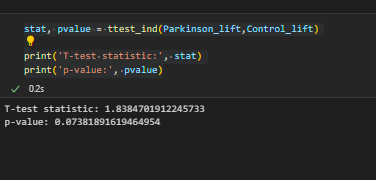 stat, pvalue = ttest_ind(Parkinson_lift,Control_lift)
print('T-test statistic:', stat)
print('p-value:', pvalue)
0.2s
T-test statistic: 1.8384701912245733
p-value: 0.07381891619464954